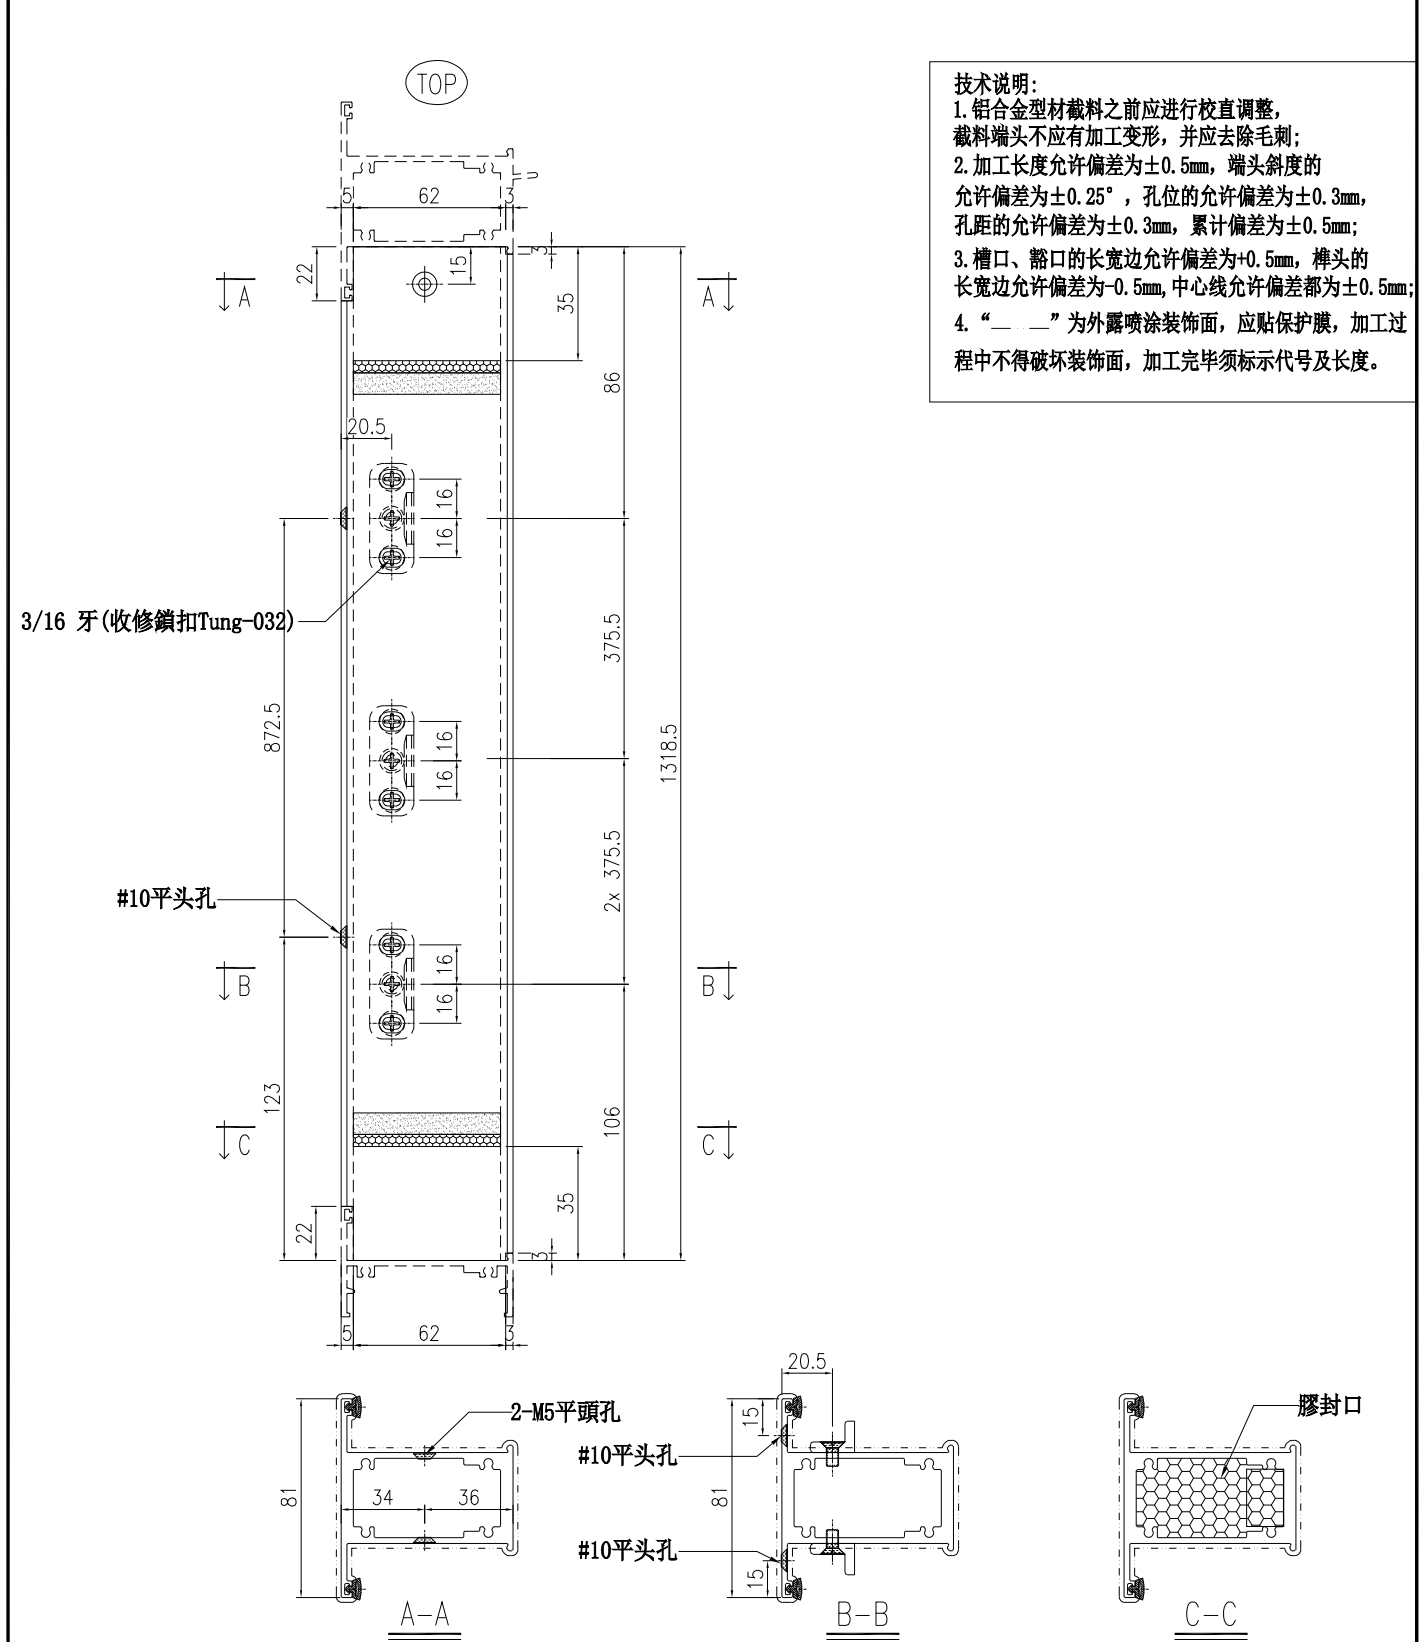 TOP
技术说明:
1.铝合金型材截料之前应进行校直调整,
截料端头不应有加工变形，并应去除毛刺;
2.加工长度允许偏差为±0.5mm，端头斜度的
允许偏差为±0.25°，孔位的允许偏差为±0.3mm,
孔距的允许偏差为±0.3mm，累计偏差为±0.5mm;
3.槽口、豁口的长宽边允许偏差为+0.5mm，榫头的
长宽边允许偏差为-0.5mm,中心线允许偏差都为±0.5mm;
4.“— —”为外露喷涂装饰面，应贴保护膜，加工过
程中不得破坏装饰面，加工完毕须标示代号及长度。
5
62
3
3
22
15
35
A
A
86
20.5
16
16
3/16 牙(收修鎖扣Tung-032)
375.5
872.5
16
16
1318.5
2x 375.5
#10平头孔
16
16
B
B
123
106
C
C
35
22
3
5
62
3
2-M5平頭孔
81
34
36
A-A
20.5
15
#10平头孔
81
#10平头孔
15
B-B
膠封口
C-C